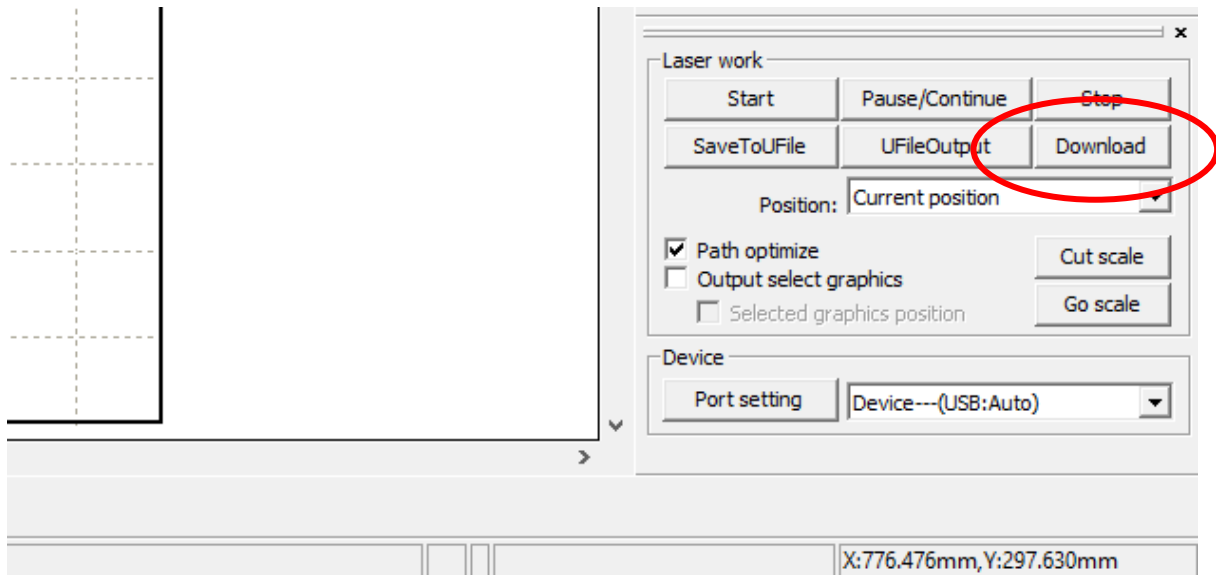 Laser work
Start Pause/Continue Stop
SaveToUFile UFileOutput Download
Position: Current position
Path optimize
Cut scale
Output select graphics
Selected graphics position
Go scale
Device
Port setting Device---(USB:Auto)
X:776.476mm,Y:297.630mm